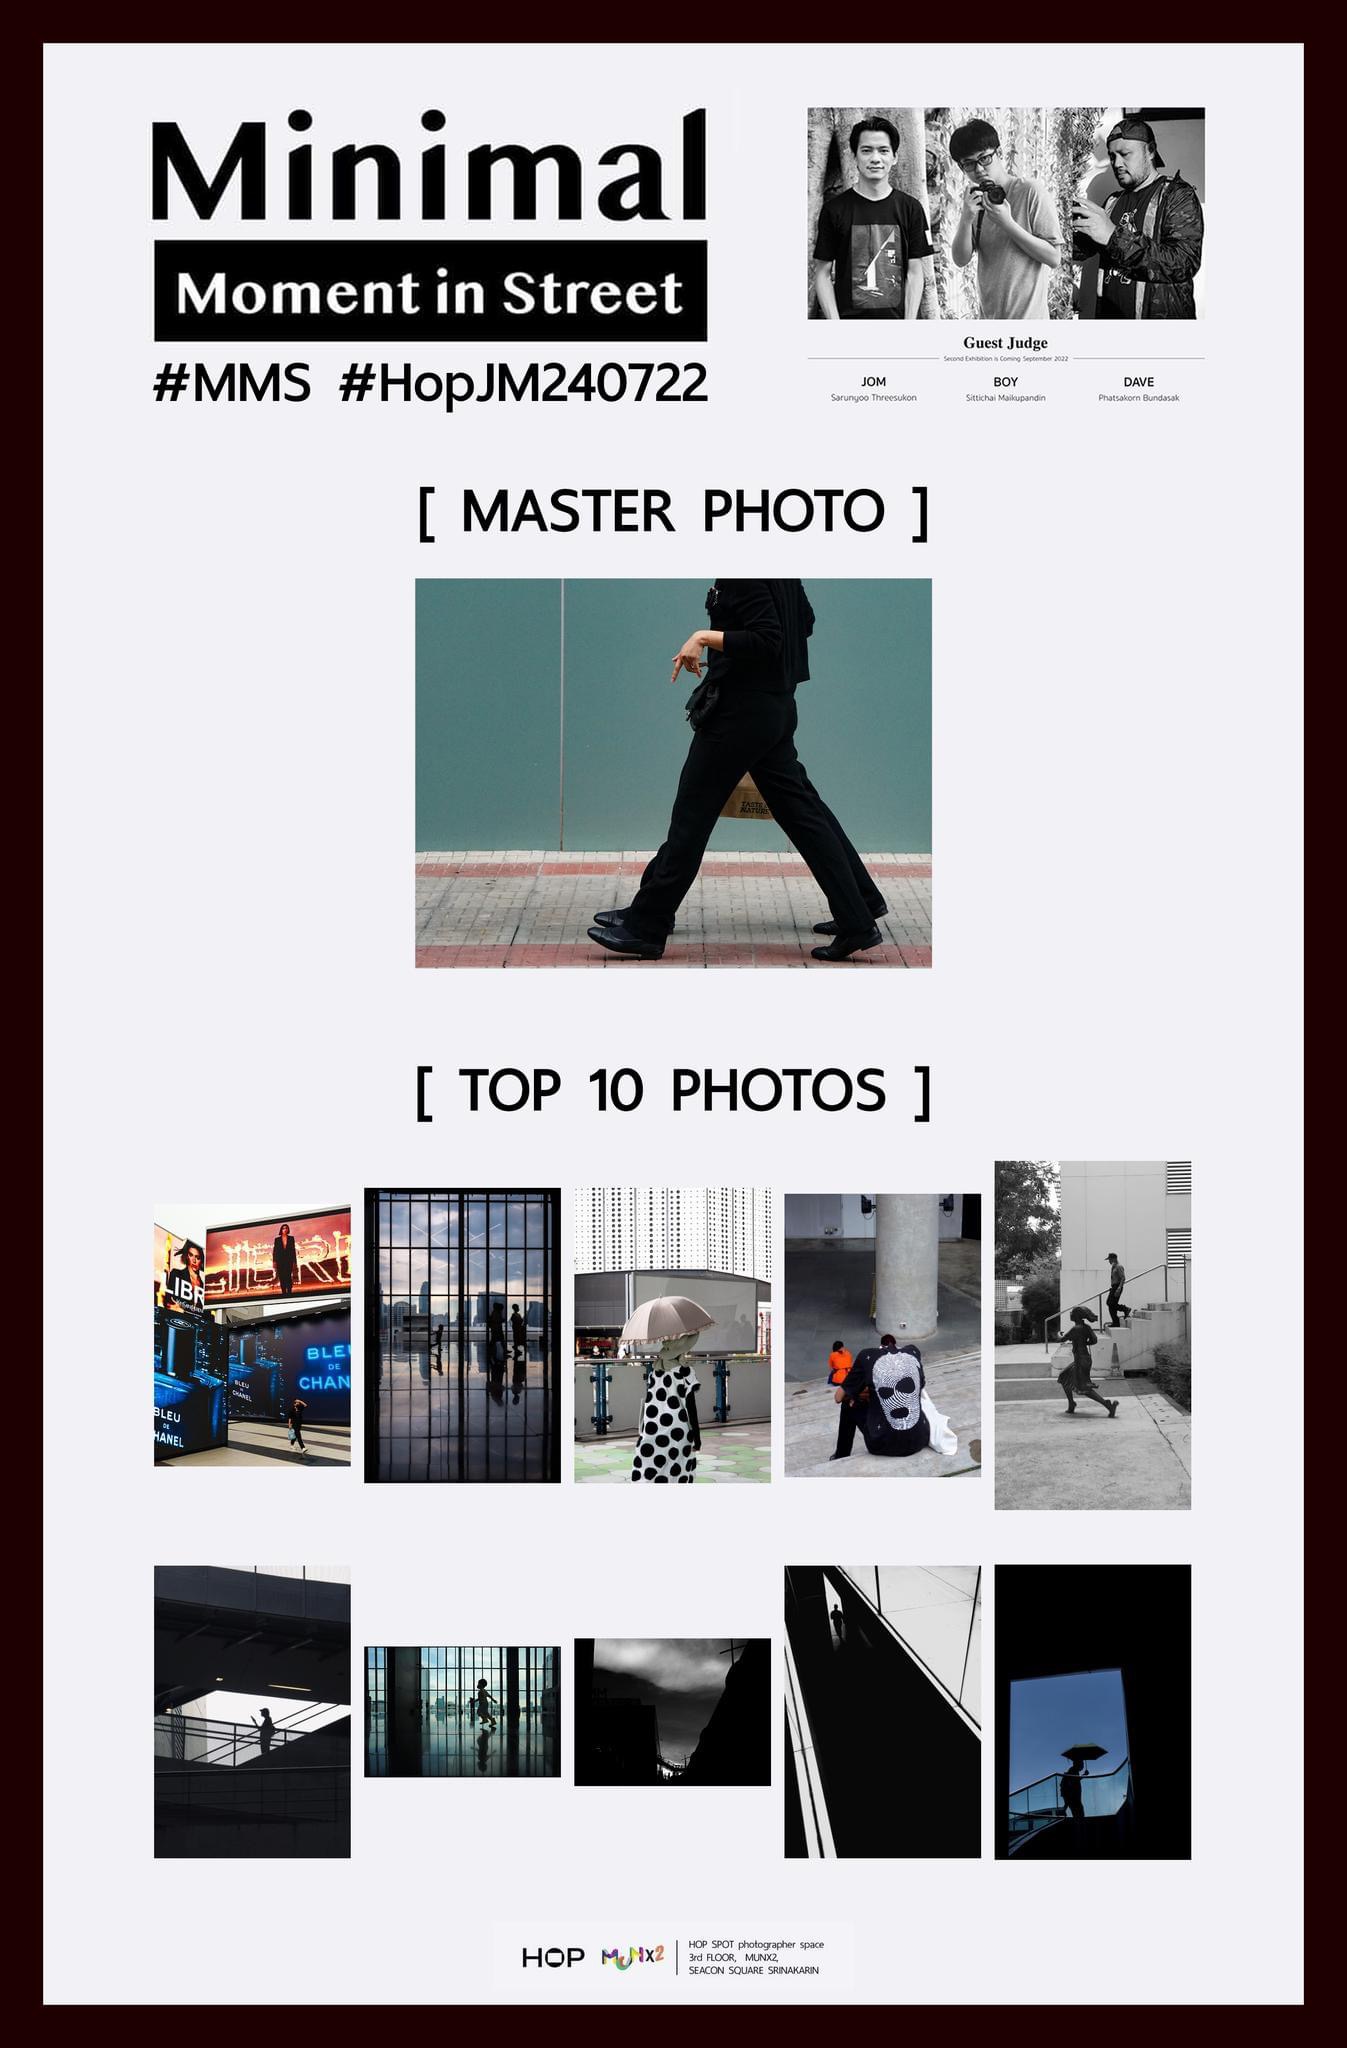 Minimal
Moment in Street
#MMS #HopJM240722
Guest Judge
Second Exhibition is Coming September 2022
JOM
Sarunyoo Threesukon
BOY
Sittichai Maikupandin
DAVE
Phatsakorn Bundasak
[ MASTER PHOTO ]
TASTE
NATURE
[ TOP 10 PHOTOS ]
LIBR
BLEU
DE
CHAN
BLEU
DE
CHANEL
BLEU
DE
HANEL
HOP
MUNX2
HOP SPOT photographer space
3rd FLOOR, MUNX2,
SEACON SQUARE SRINAKARIN